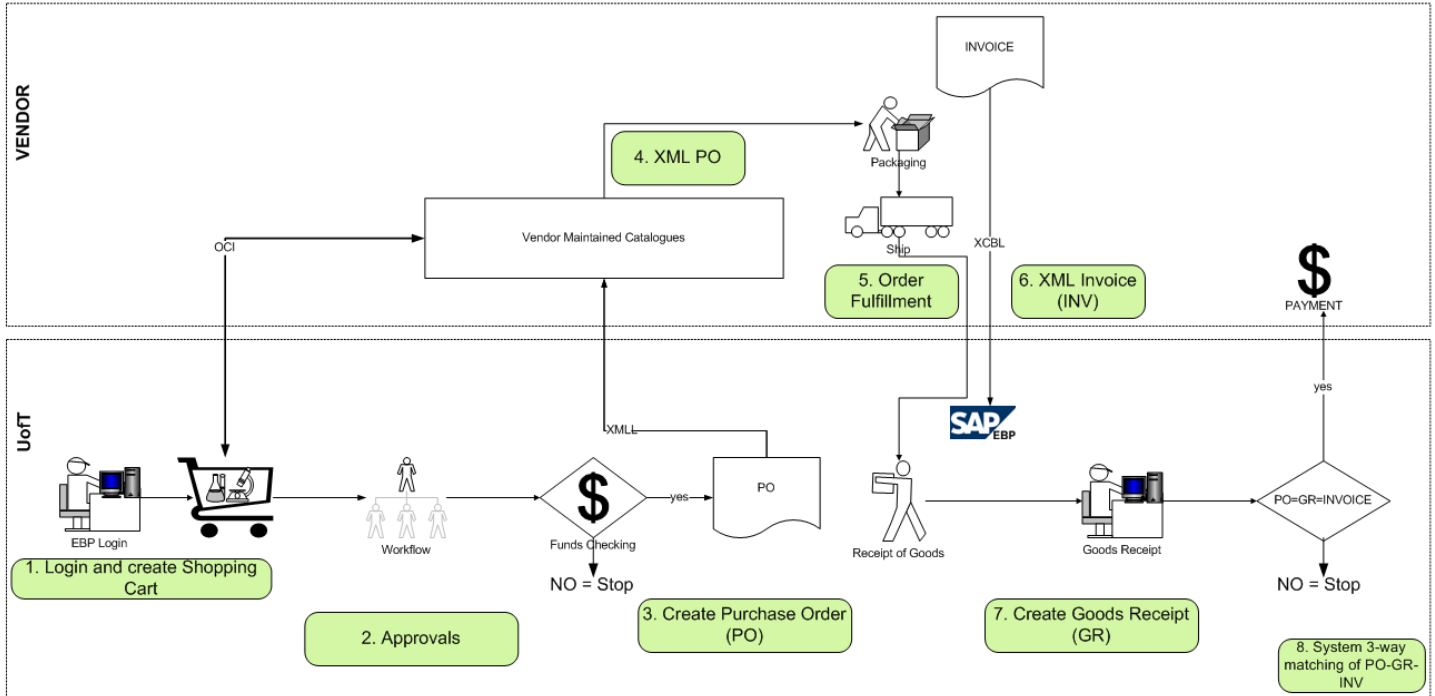 VENDOR
INVOICE
4. XML PO
Packaging
Vendor Maintained Catalogues
OCI
Ship
XCBL
5. Order
Fulfillment
6. XML Invoice
(INV)
$
PAYMENT
UofT
yes
SAP
EBP
XMLL
EBP Login
Workflow
$
Funds Checking
yes
PO
Receipt of Goods
Goods Receipt
PO=GR=INVOICE
NO = Stop
NO = Stop
1. Login and create Shopping
Cart
2. Approvals
3. Create Purchase Order
(PO)
7. Create Goods Receipt
(GR)
8. System 3-way
matching of PO-GR-
INV